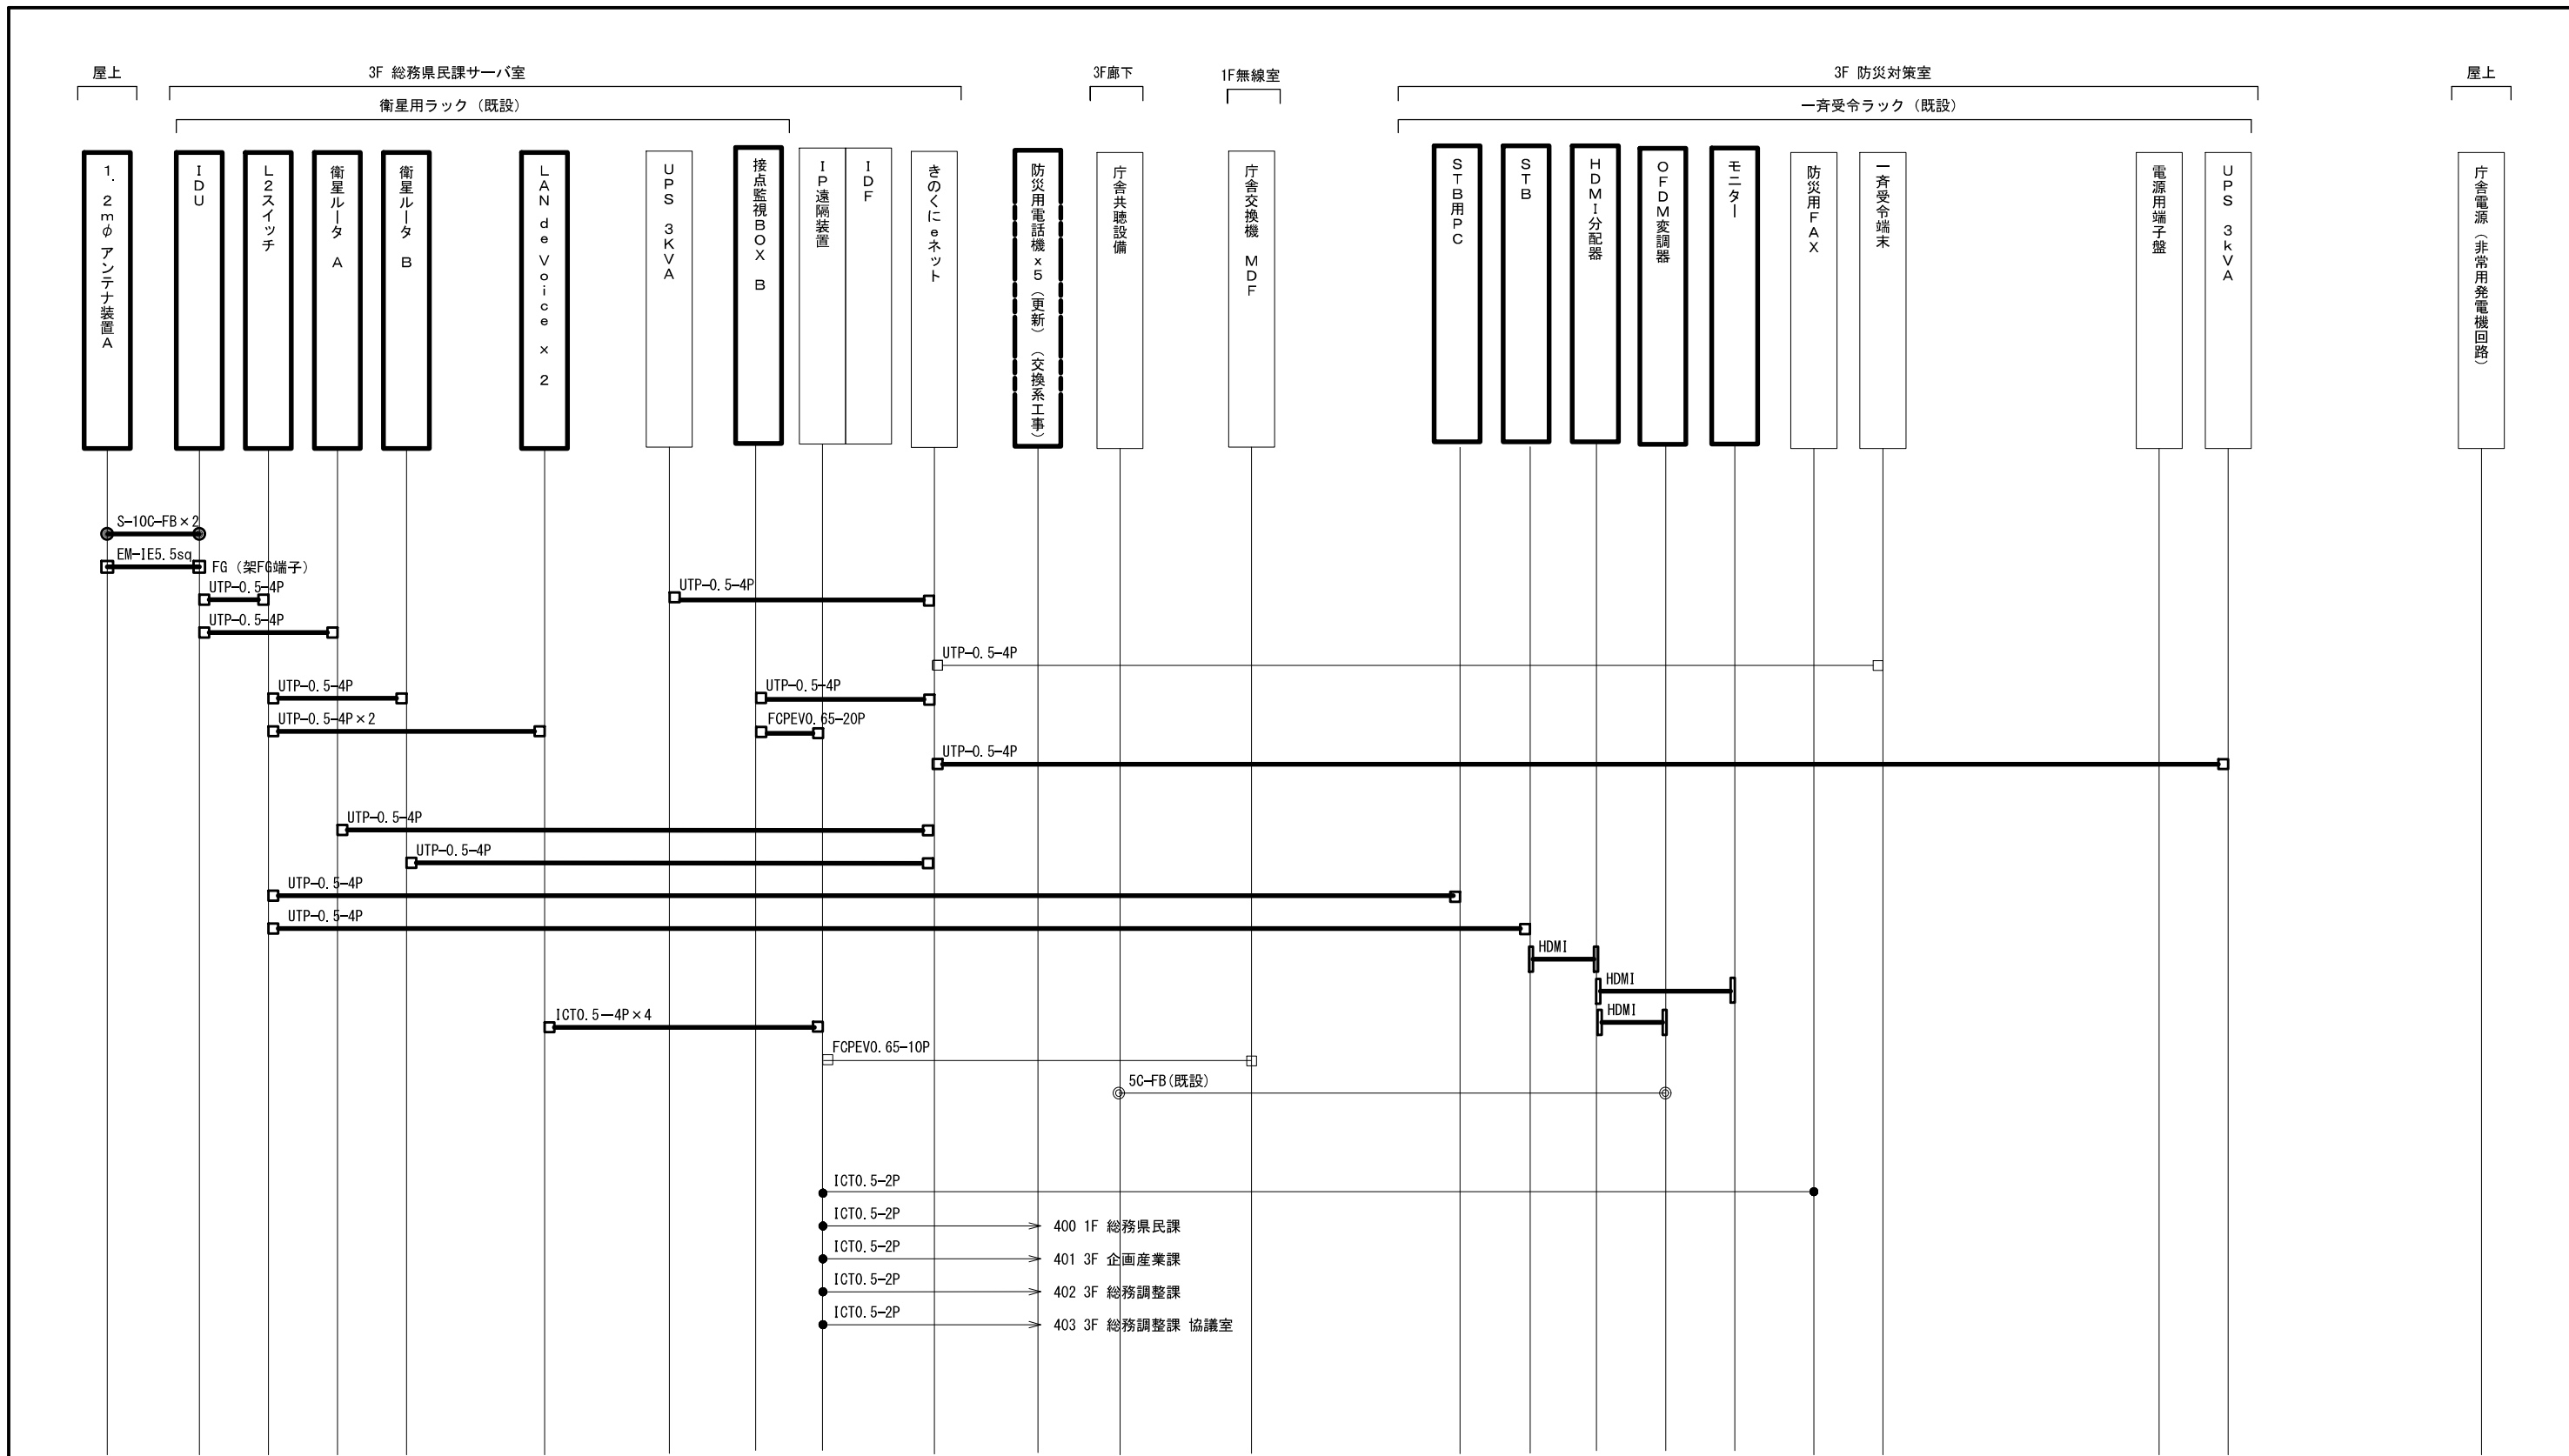 屋上
3F 総務県民課サーバ室
3F廊下
1F無線室
3F 防災対策室
屋上
衛星用ラック（既設）
一斉受令ラック（既設）
1．2mφアンテナ装置A
IDU
L2スイッチ
衛星ルータ A
衛星ルータ B
LAN de Voice × 2
UPS 3KVA
接点監視BOX B
IP遠隔装置
IDF
きのくにeネット
防災用電話機×5（更新）（交換系工事）
庁舎共聴設備
庁舎交換機 MDF
STB用PC
STB
HDMI分配器
OFDM変調器
モニター
防災用FAX
一斉受令端末
電源用端子盤
UPS 3kVA
庁舎電源（非常用発電機回路）
S-10C-FB×2
EM-IE5.5sq
FG（架FG端子）
UTP-0.5-4P
UTP-0.5-4P
UTP-0.5-4P
UTP-0.5-4P
UTP-0.5-4P
UTP-0.5-4P
UTP-0.5-4P×2
FCPEV0.65-20P
UTP-0.5-4P
UTP-0.5-4P
UTP-0.5-4P
UTP-0.5-4P
UTP-0.5-4P
HDMI
HDMI
HDMI
ICT0.5-4P×4
FCPEV0.65-10P
5C-FB(既設)
ICT0.5-2P
ICT0.5-2P
400 1F 総務県民課
ICT0.5-2P
401 3F 企画産業課
ICT0.5-2P
402 3F 総務調整課
ICT0.5-2P
403 3F 総務調整課 協議室